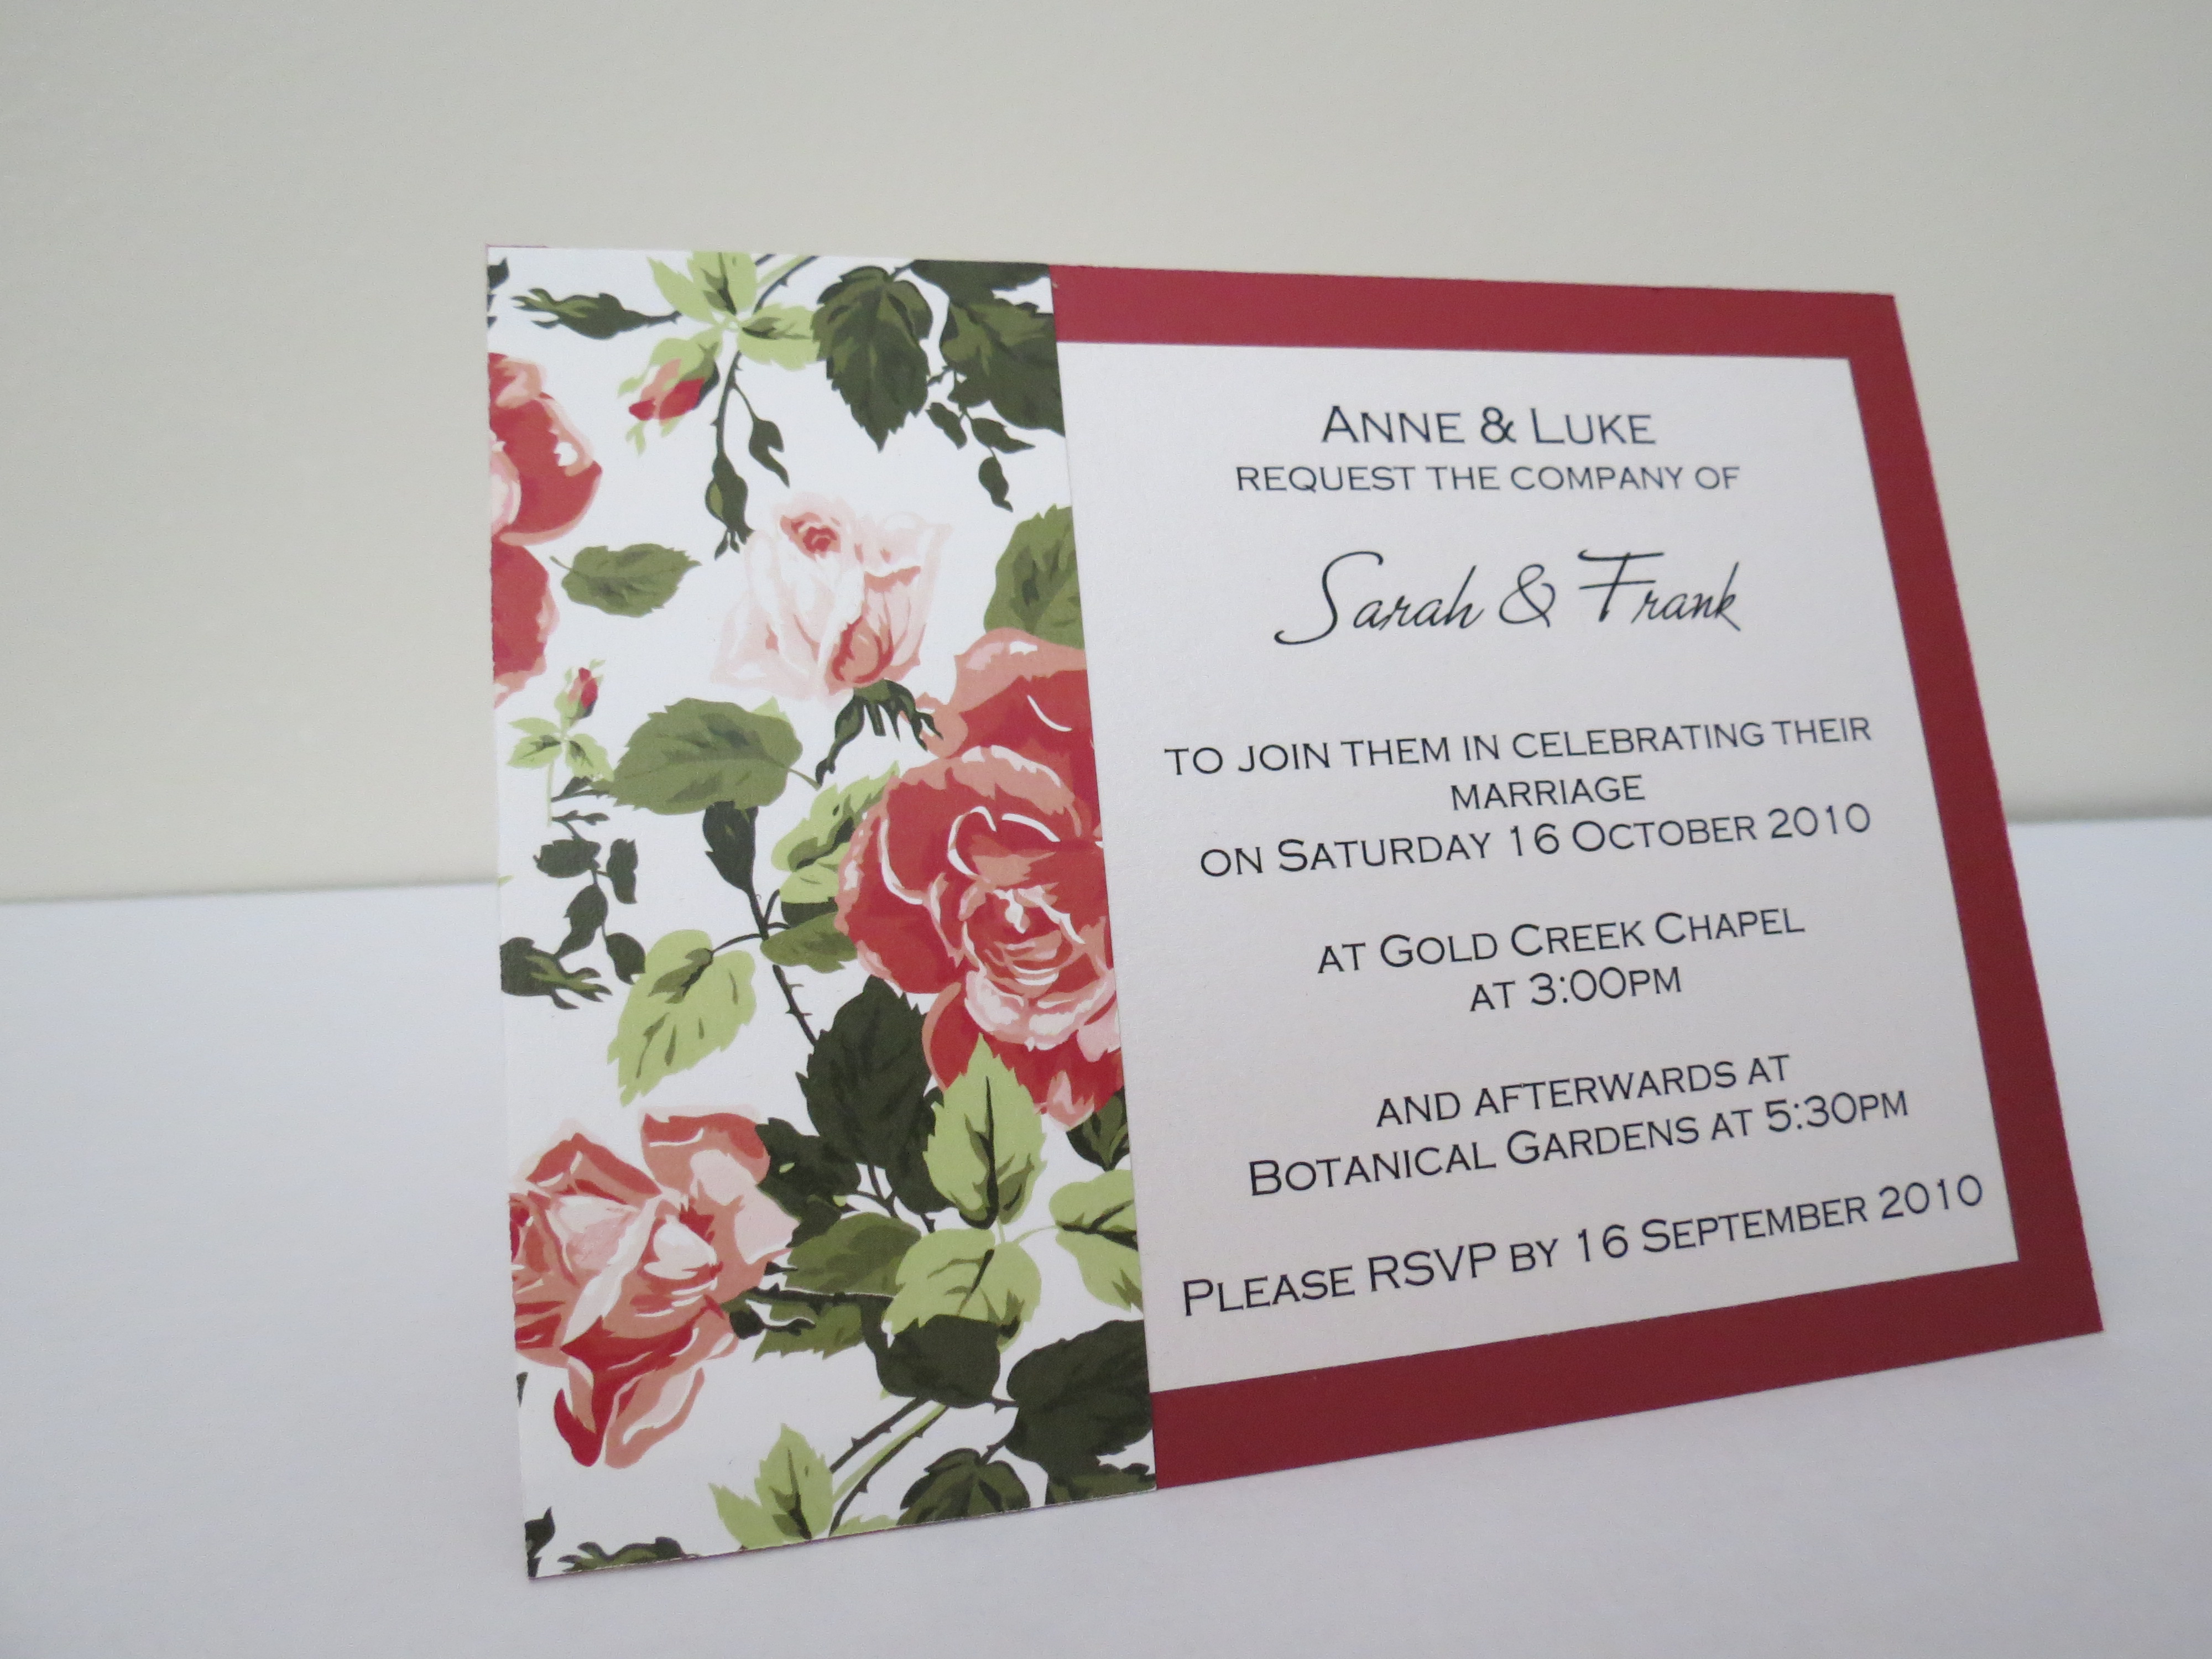 Anne & Luke
request the company of
Sarah & Frank
to join them in celebrating their
marriage
on Saturday 16 October 2010
at Gold Creek Chapel
at 3:00pm
and afterwards at
Botanical Gardens at 5:30pm
Please RSVP by 16 September 2010